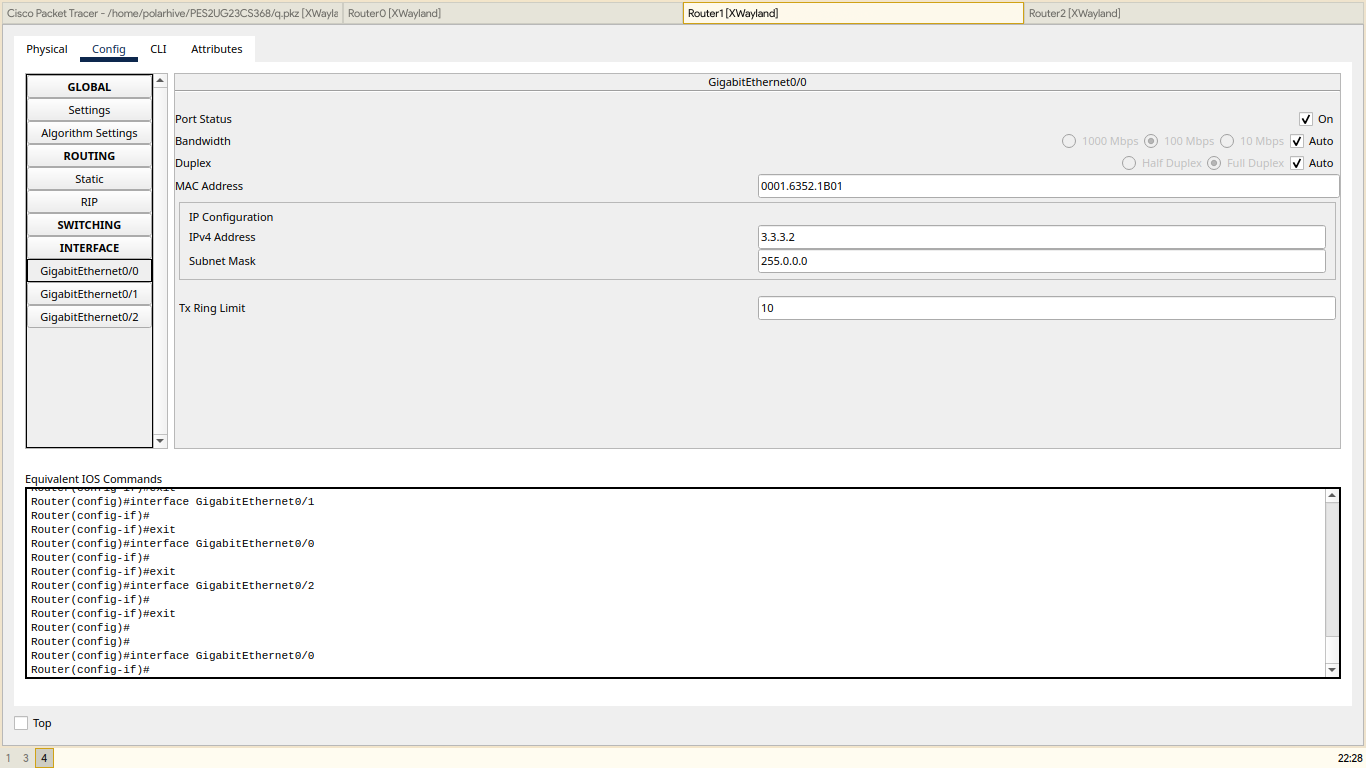 Cisco Packet Tracer - /home/polarhive/PES2UG23CS368/q.pkz [XWayla
Router0 [XWayland]
Router1 [XWayland]
Router2 [XWayland]
Physical
Config
CLI
Attributes
GLOBAL
Settings
Algorithm Settings
ROUTING
Static
RIP
SWITCHING
INTERFACE
GigabitEthernet0/0
GigabitEthernet0/1
GigabitEthernet0/2
GigabitEthernet0/0
Port Status
On
Bandwidth
1000 Mbps
100 Mbps
10 Mbps
Auto
Duplex
Half Duplex
Full Duplex
Auto
MAC Address
0001.6352.1B01
IP Configuration
IPv4 Address
3.3.3.2
Subnet Mask
255.0.0.0
Tx Ring Limit
10
Equivalent IOS Commands
Router(config-if)#exit
Router(config)#interface GigabitEthernet0/1
Router(config-if)#
Router(config-if)#exit
Router(config)#interface GigabitEthernet0/0
Router(config-if)#
Router(config-if)#exit
Router(config)#interface GigabitEthernet0/2
Router(config-if)#
Router(config-if)#exit
Router(config)#
Router(config)#
Router(config)#interface GigabitEthernet0/0
Router(config-if)#
Top
1
3
4
22:28